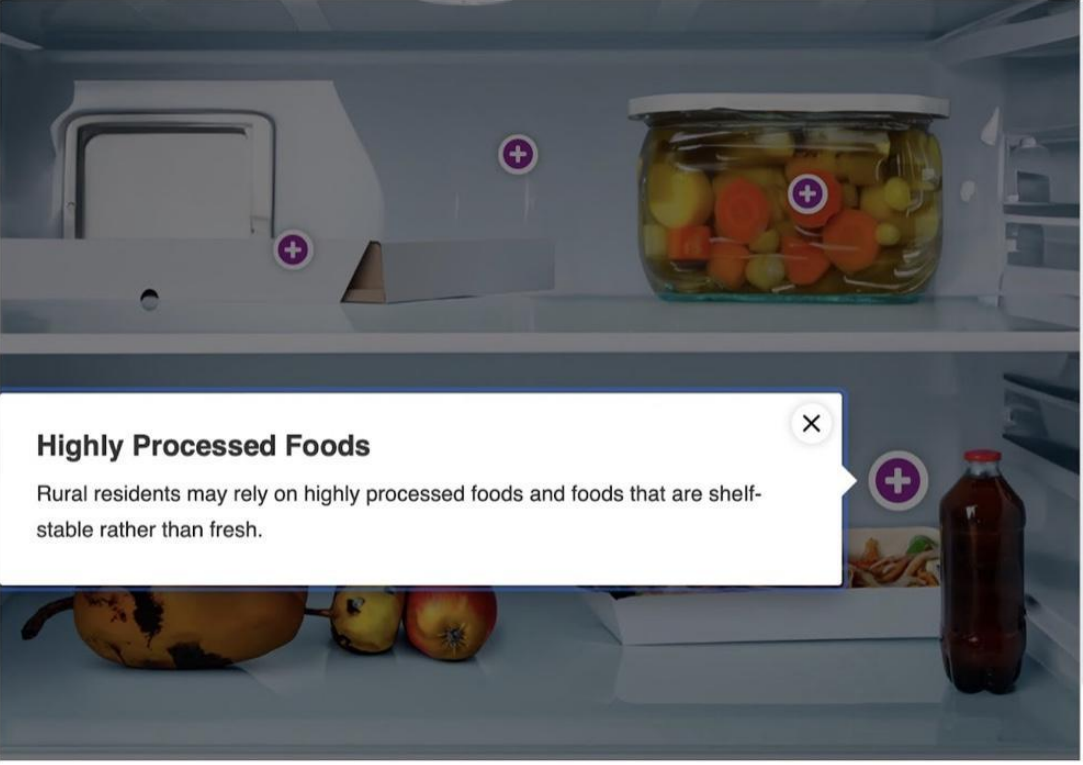 Highly Processed Foods
Rural residents may rely on highly processed foods and foods that are shelf-
stable rather than fresh.